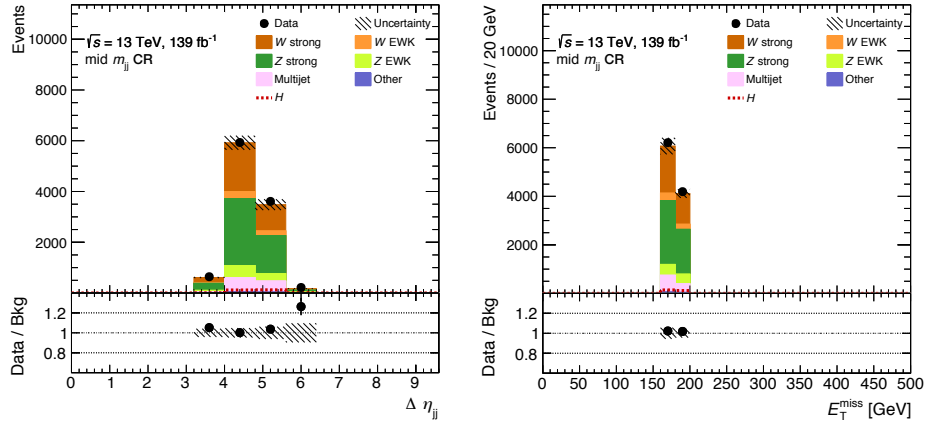 Events
10000
8000
6000
4000
2000
√s = 13 TeV, 139 fb⁻¹
mid m_jj CR
Data
Uncertainty
W strong
W EWK
Z strong
Z EWK
Multijet
Other
H
Data / Bkg
1.2
1
0.8
0 1 2 3 4 5 6 7 8 9
Δ η_jj
Events / 20 GeV
10000
8000
6000
4000
2000
√s = 13 TeV, 139 fb⁻¹
mid m_jj CR
Data
Uncertainty
W strong
W EWK
Z strong
Z EWK
Multijet
Other
H
Data / Bkg
1.2
1
0.8
0 50 100 150 200 250 300 350 400 450 500
E_T^miss [GeV]